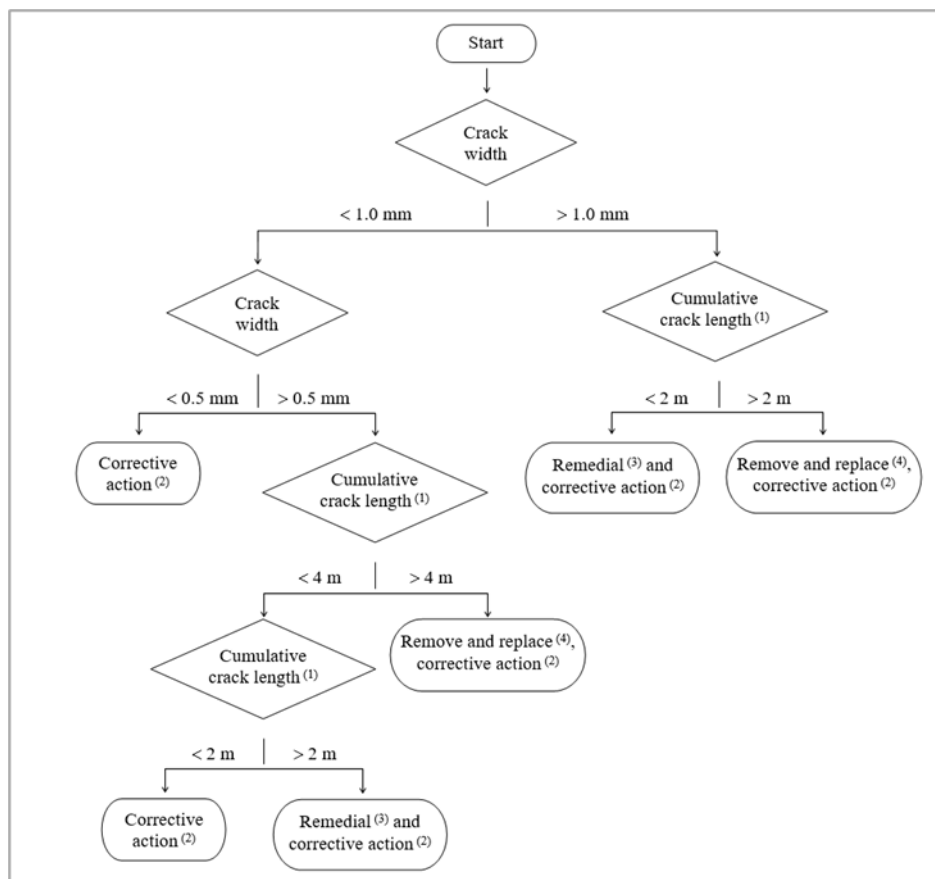 Start
Crack
width
< 1.0 mm
> 1.0 mm
Crack
width
Cumulative
crack length (1)
< 0.5 mm
> 0.5 mm
< 2 m
> 2 m
Corrective
action (2)
Cumulative
crack length (1)
Remedial (3) and
corrective action (2)
Remove and replace (4),
corrective action (2)
< 4 m
> 4 m
Cumulative
crack length (1)
Remove and replace (4),
corrective action (2)
< 2 m
> 2 m
Corrective
action (2)
Remedial (3) and
corrective action (2)